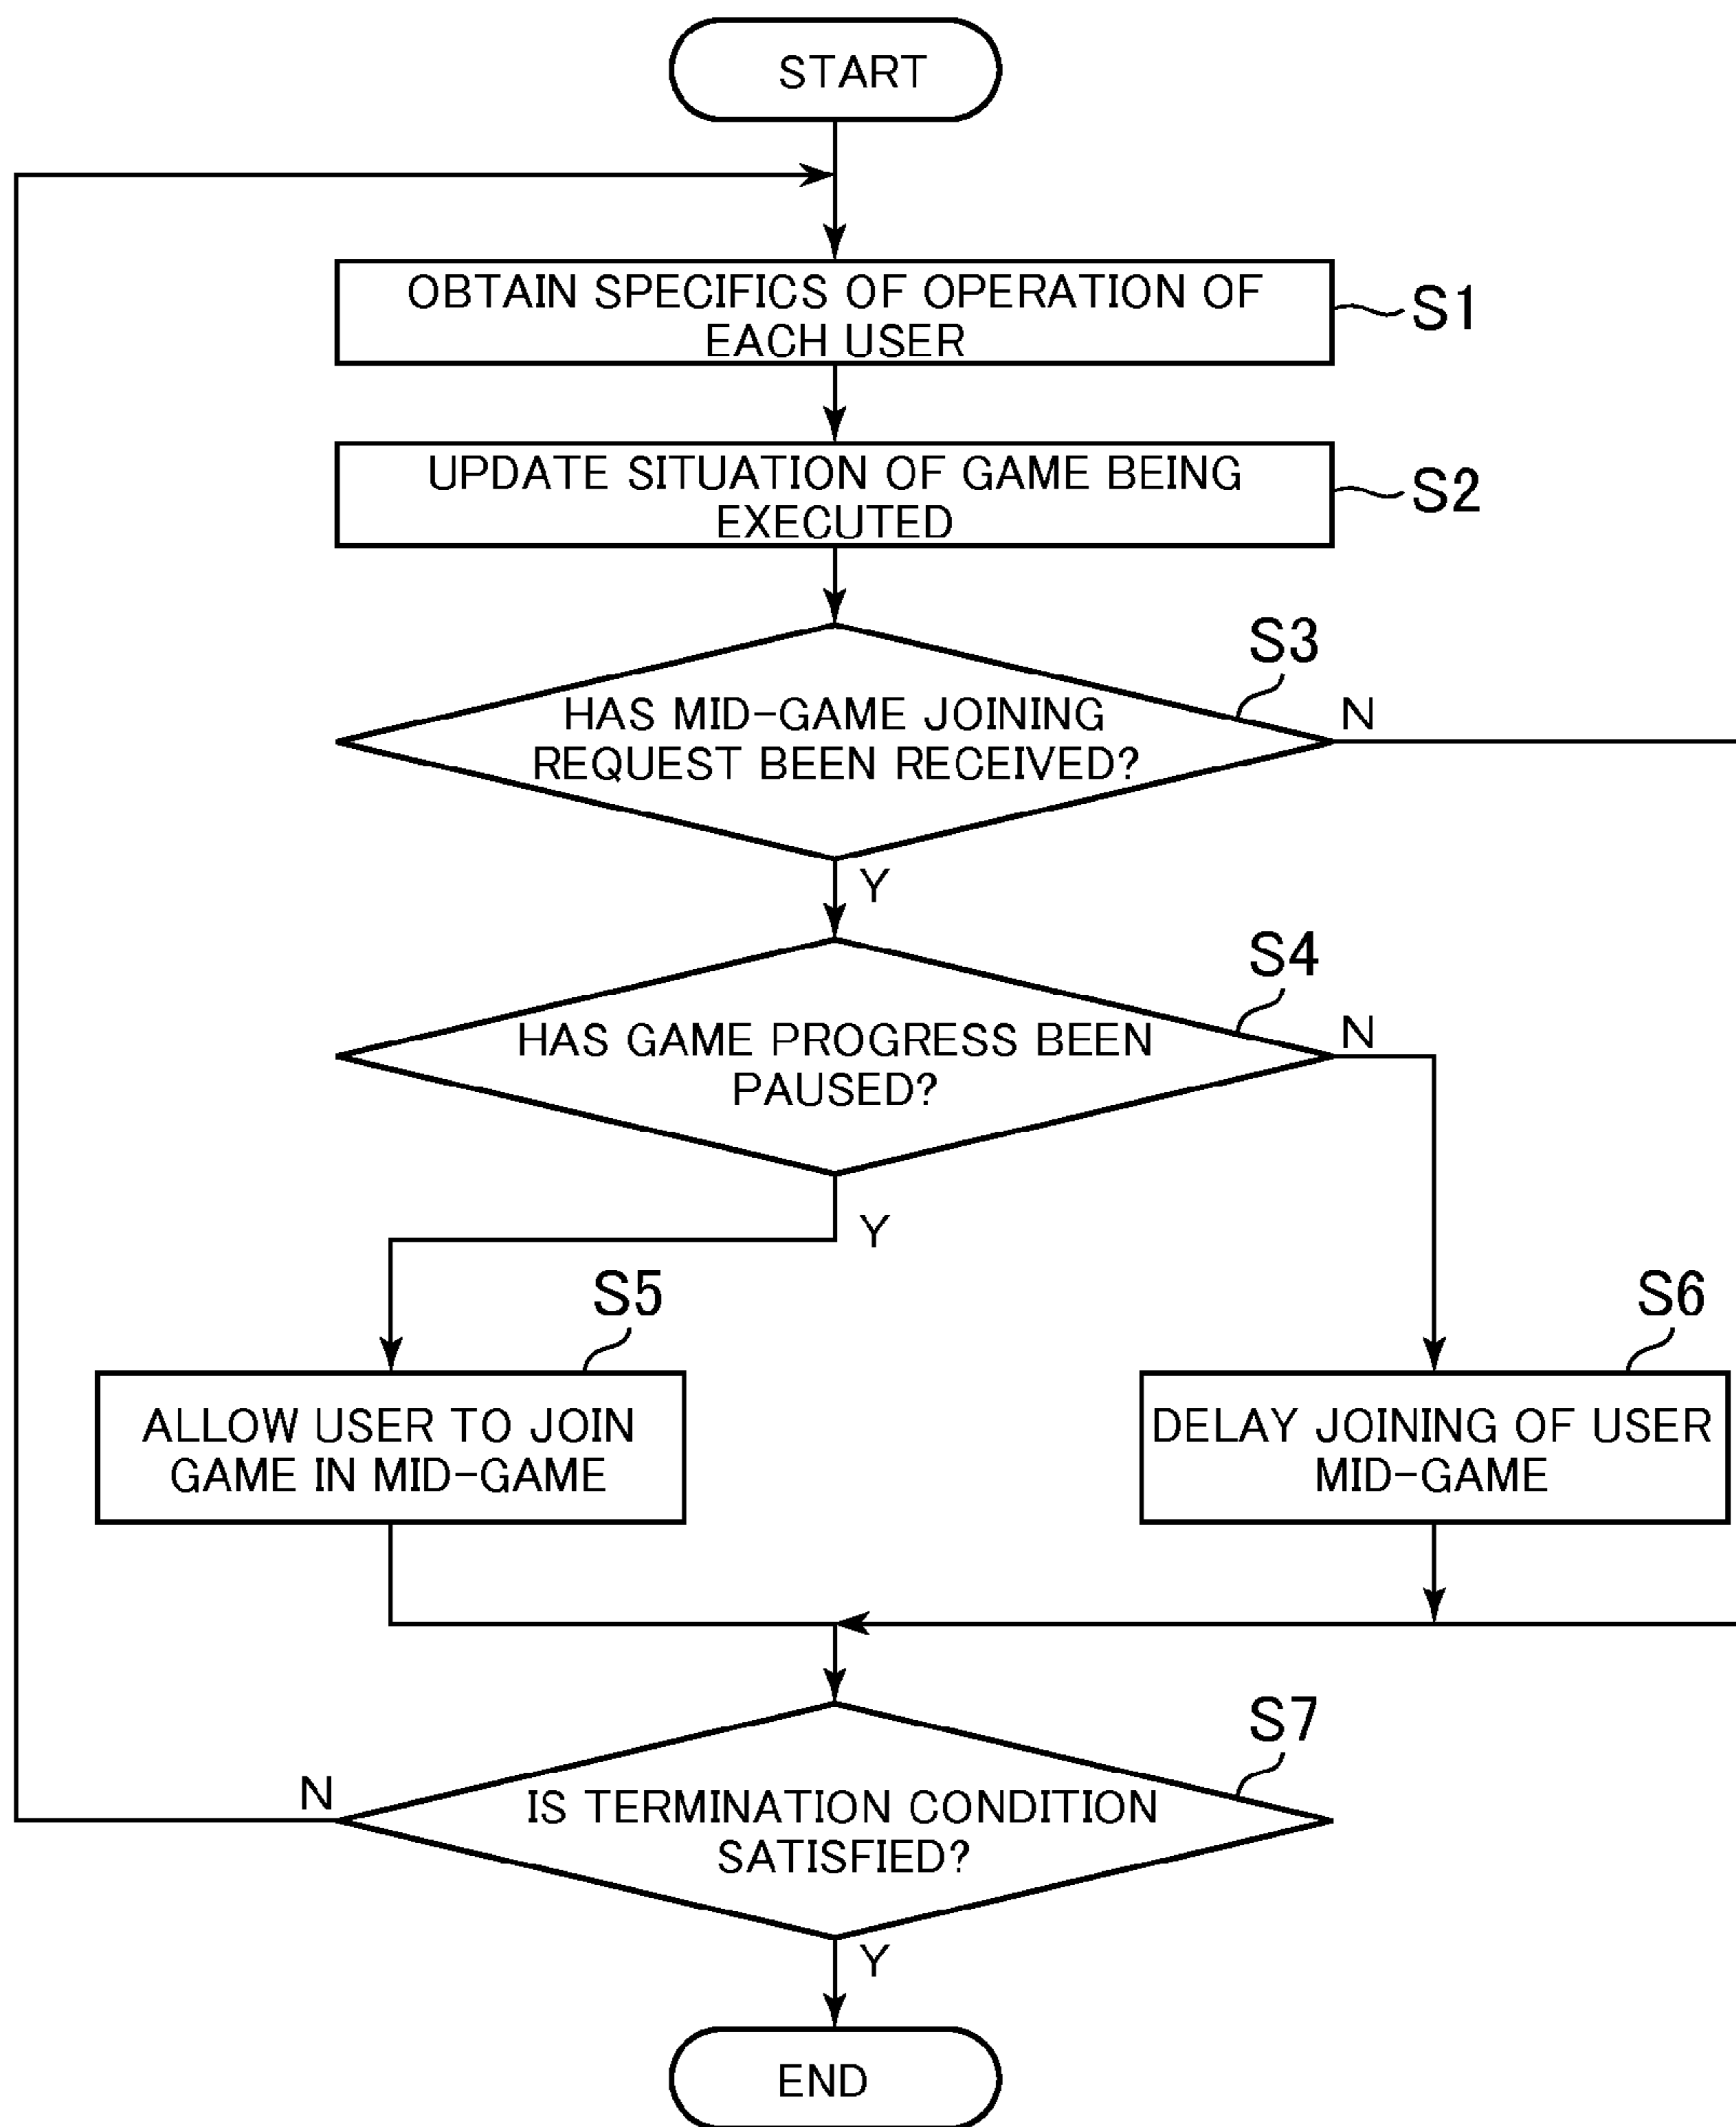 START
OBTAIN SPECIFICS OF OPERATION OF
EACH USER
S1
UPDATE SITUATION OF GAME BEING
EXECUTED
S2
S3
HAS MID-GAME JOINING
REQUEST BEEN RECEIVED?
N
Y
S4
HAS GAME PROGRESS BEEN
PAUSED?
N
Y
S5
ALLOW USER TO JOIN
GAME IN MID-GAME
S6
DELAY JOINING OF USER
MID-GAME
S7
IS TERMINATION CONDITION
SATISFIED?
N
Y
END